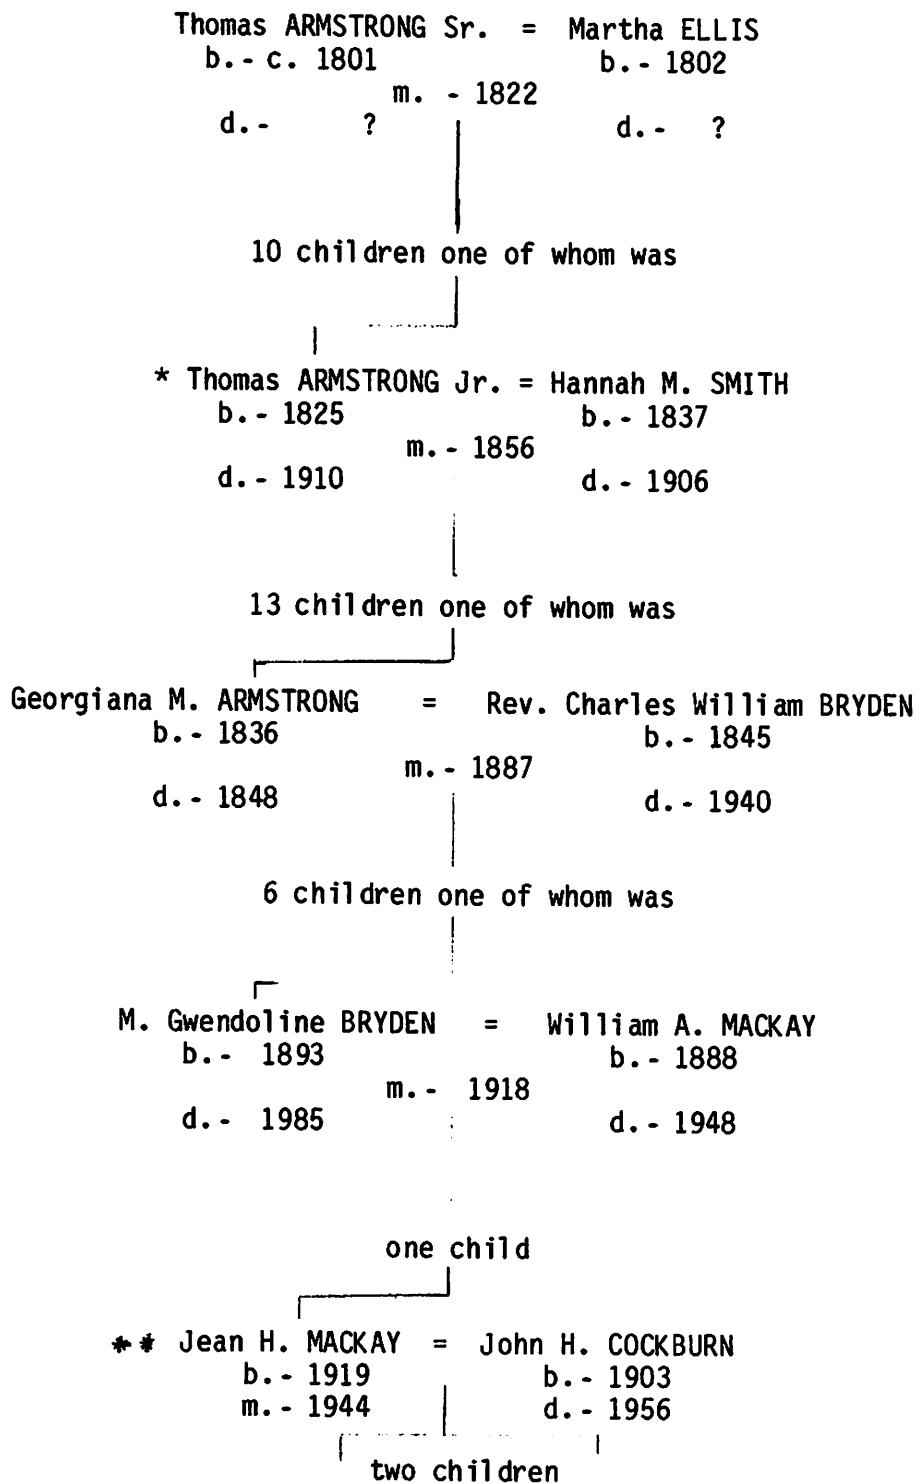 Thomas ARMSTRONG Sr. = Martha ELLIS
b.- c. 1801 b.- 1802
m. - 1822
d.- ? d.- ?
10 children one of whom was
* Thomas ARMSTRONG Jr. = Hannah M. SMITH
b.- 1825 b.- 1837
m.- 1856
d.- 1910 d.- 1906
13 children one of whom was
Georgiana M. ARMSTRONG = Rev. Charles William BRYDEN
b.- 1836 b.- 1845
m.- 1887
d.- 1848 d.- 1940
6 children one of whom was
M. Gwendoline BRYDEN = William A. MACKAY
b.- 1893 b.- 1888
m.- 1918
d.- 1985 d.- 1948
one child
** Jean H. MACKAY = John H. COCKBURN
b.- 1919 b.- 1903
m.- 1944 d.- 1956
two children